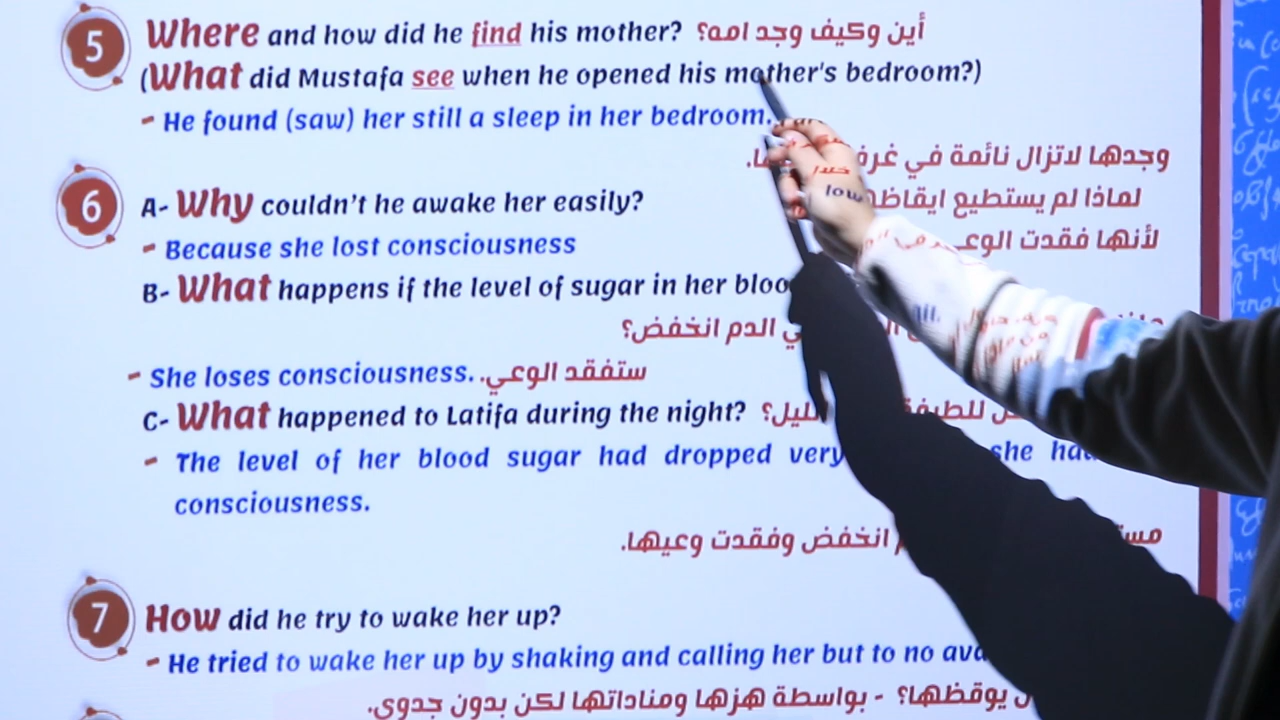 5 Where and how did he find his mother? أين وكيف وجد امه؟
(What did Mustafa see when he opened his mother's bedroom?)
- He found (saw) her still a sleep in her bedroom.
وجدها لاتزال نائمة في
6 A- Why couldn't he awake her easily? لماذا لم يستطيع ايقاظها
- Because she lost consciousness لأنها فقدت الوعي
B- What happens if the level of sugar in her blood
الدم انخفض؟
- She loses consciousness. ستفقد الوعي.
C- What happened to Latifa during the night?
- The level of her blood sugar had dropped very she had
consciousness.
انخفض وفقدت وعيها.
7 How did he try to wake her up?
- He tried to wake her up by shaking and calling her but to no
يوقظها؟ - بواسطة هزها ومناداتها لكن بدون جدوى.